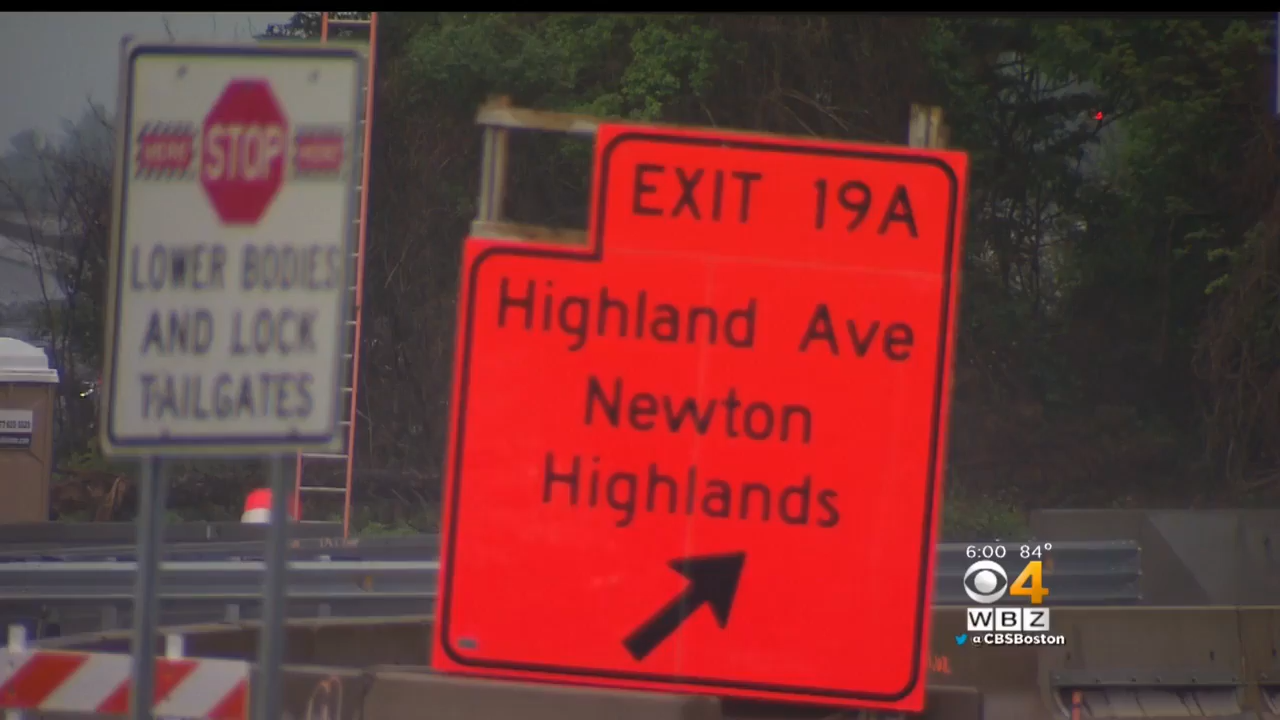 STOP
LOWER BODIES
AND LOCK
TAILGATES
EXIT 19A
Highland Ave
Newton
Highlands
6:00 84°
4
WBZ
@CBSBoston